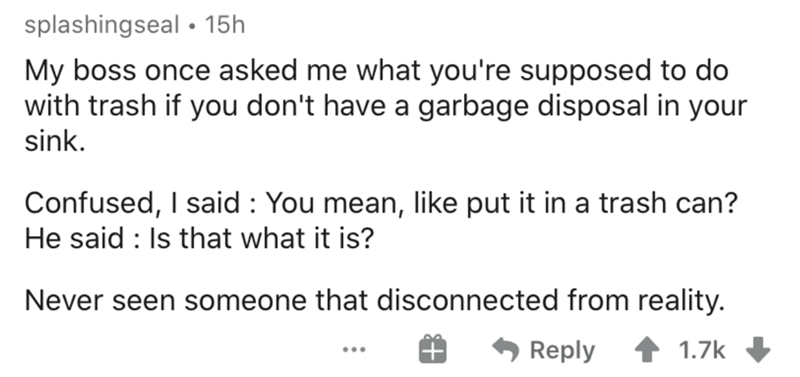 splashingseal • 15h
My boss once asked me what you're supposed to do
with trash if you don't have a garbage disposal in your
sink.
Confused, I said : You mean, like put it in a trash can?
He said : Is that what it is?
Never seen someone that disconnected from reality.
... Reply 1.7k